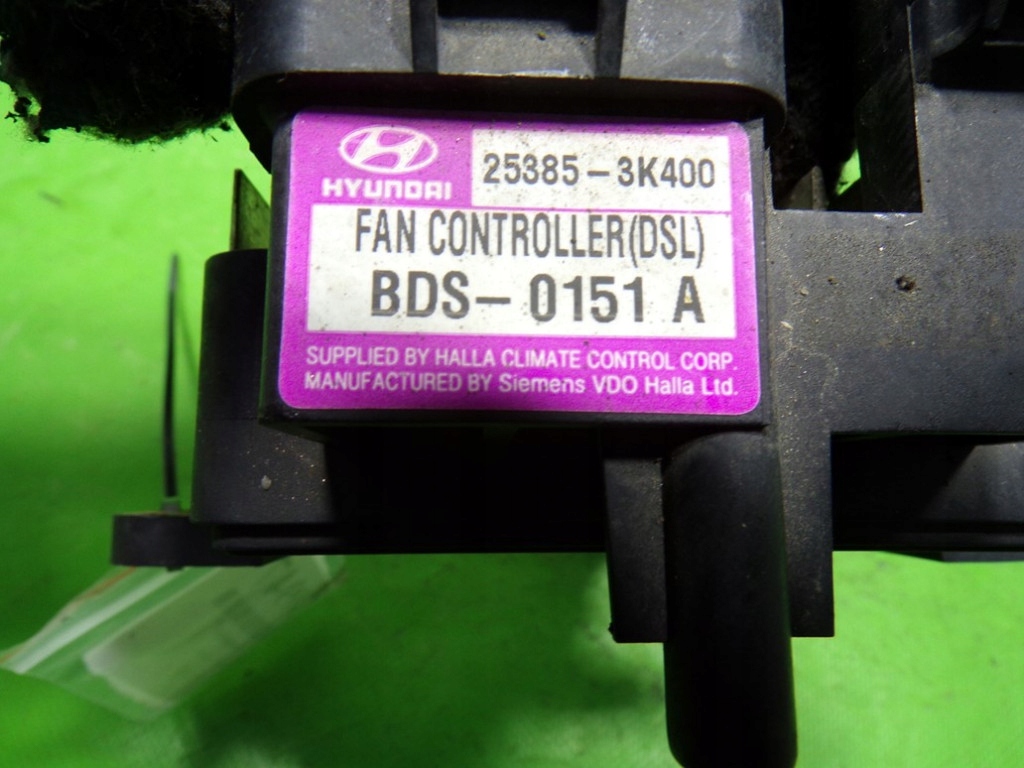 HYUNDAI
25385-3K400
FAN CONTROLLER(DSL)
BDS-0151 A
SUPPLIED BY HALLA CLIMATE CONTROL CORP.
MANUFACTURED BY Siemens VDO Halla Ltd.